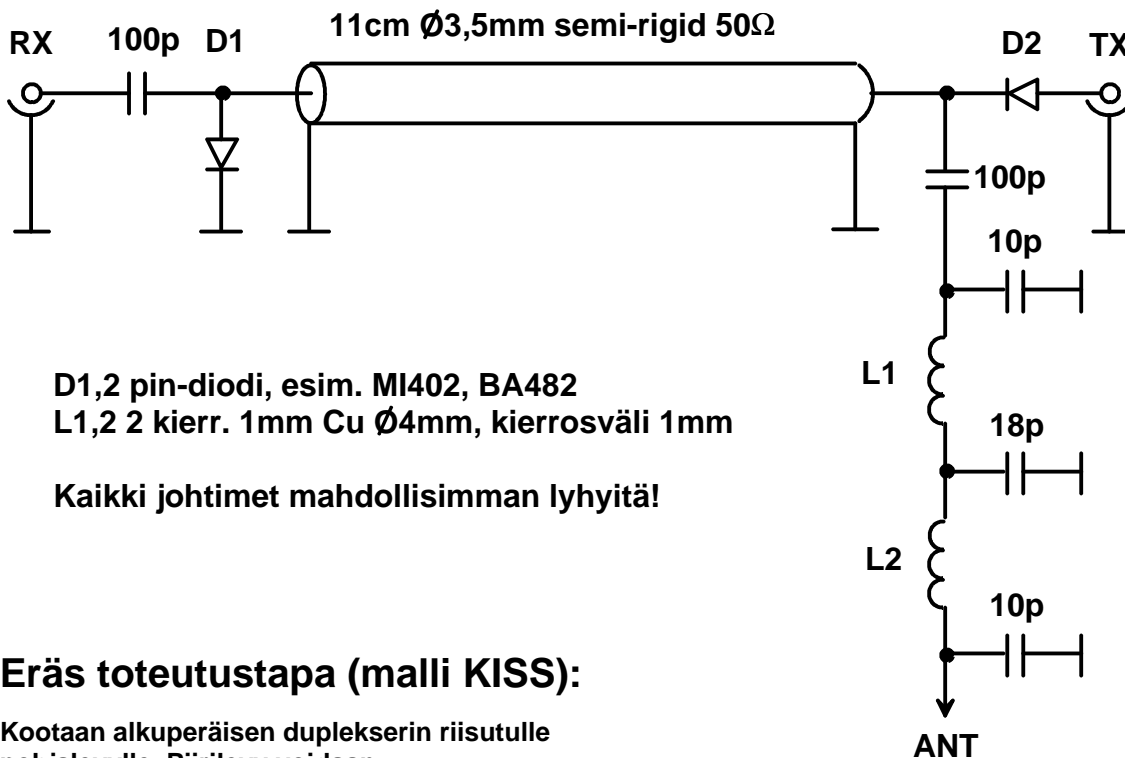 11cm Ø3,5mm semi-rigid 50Ω
RX
100p
D1
D2
TX
100p
10p
L1
D1,2 pin-diodi, esim. MI402, BA482
L1,2 2 kierr. 1mm Cu Ø4mm, kierrosväli 1mm
18p
Kaikki johtimet mahdollisimman lyhyitä!
L2
10p
Eräs toteutustapa (malli KISS):
Kootaan alkuperäisen duplekserin riisutulle
ANT